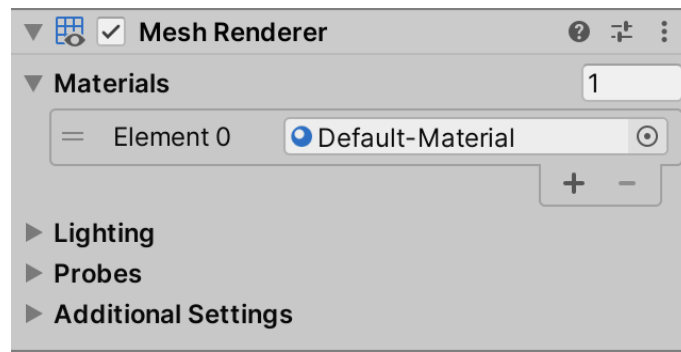 Mesh Renderer
Materials 1
Element 0 Default-Material
Lighting
Probes
Additional Settings